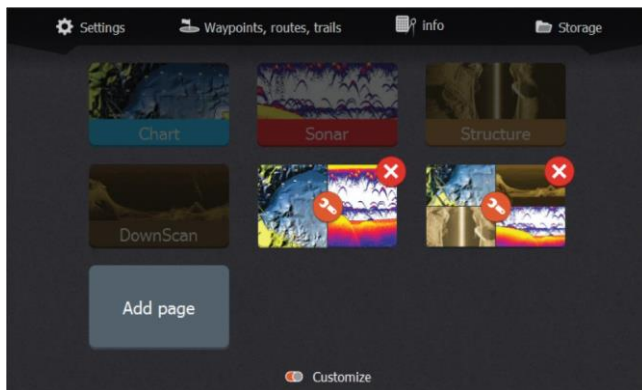 Settings
Waypoints, routes, trails
info
Storage
Chart
Sonar
Structure
DownScan
Add page
Customize